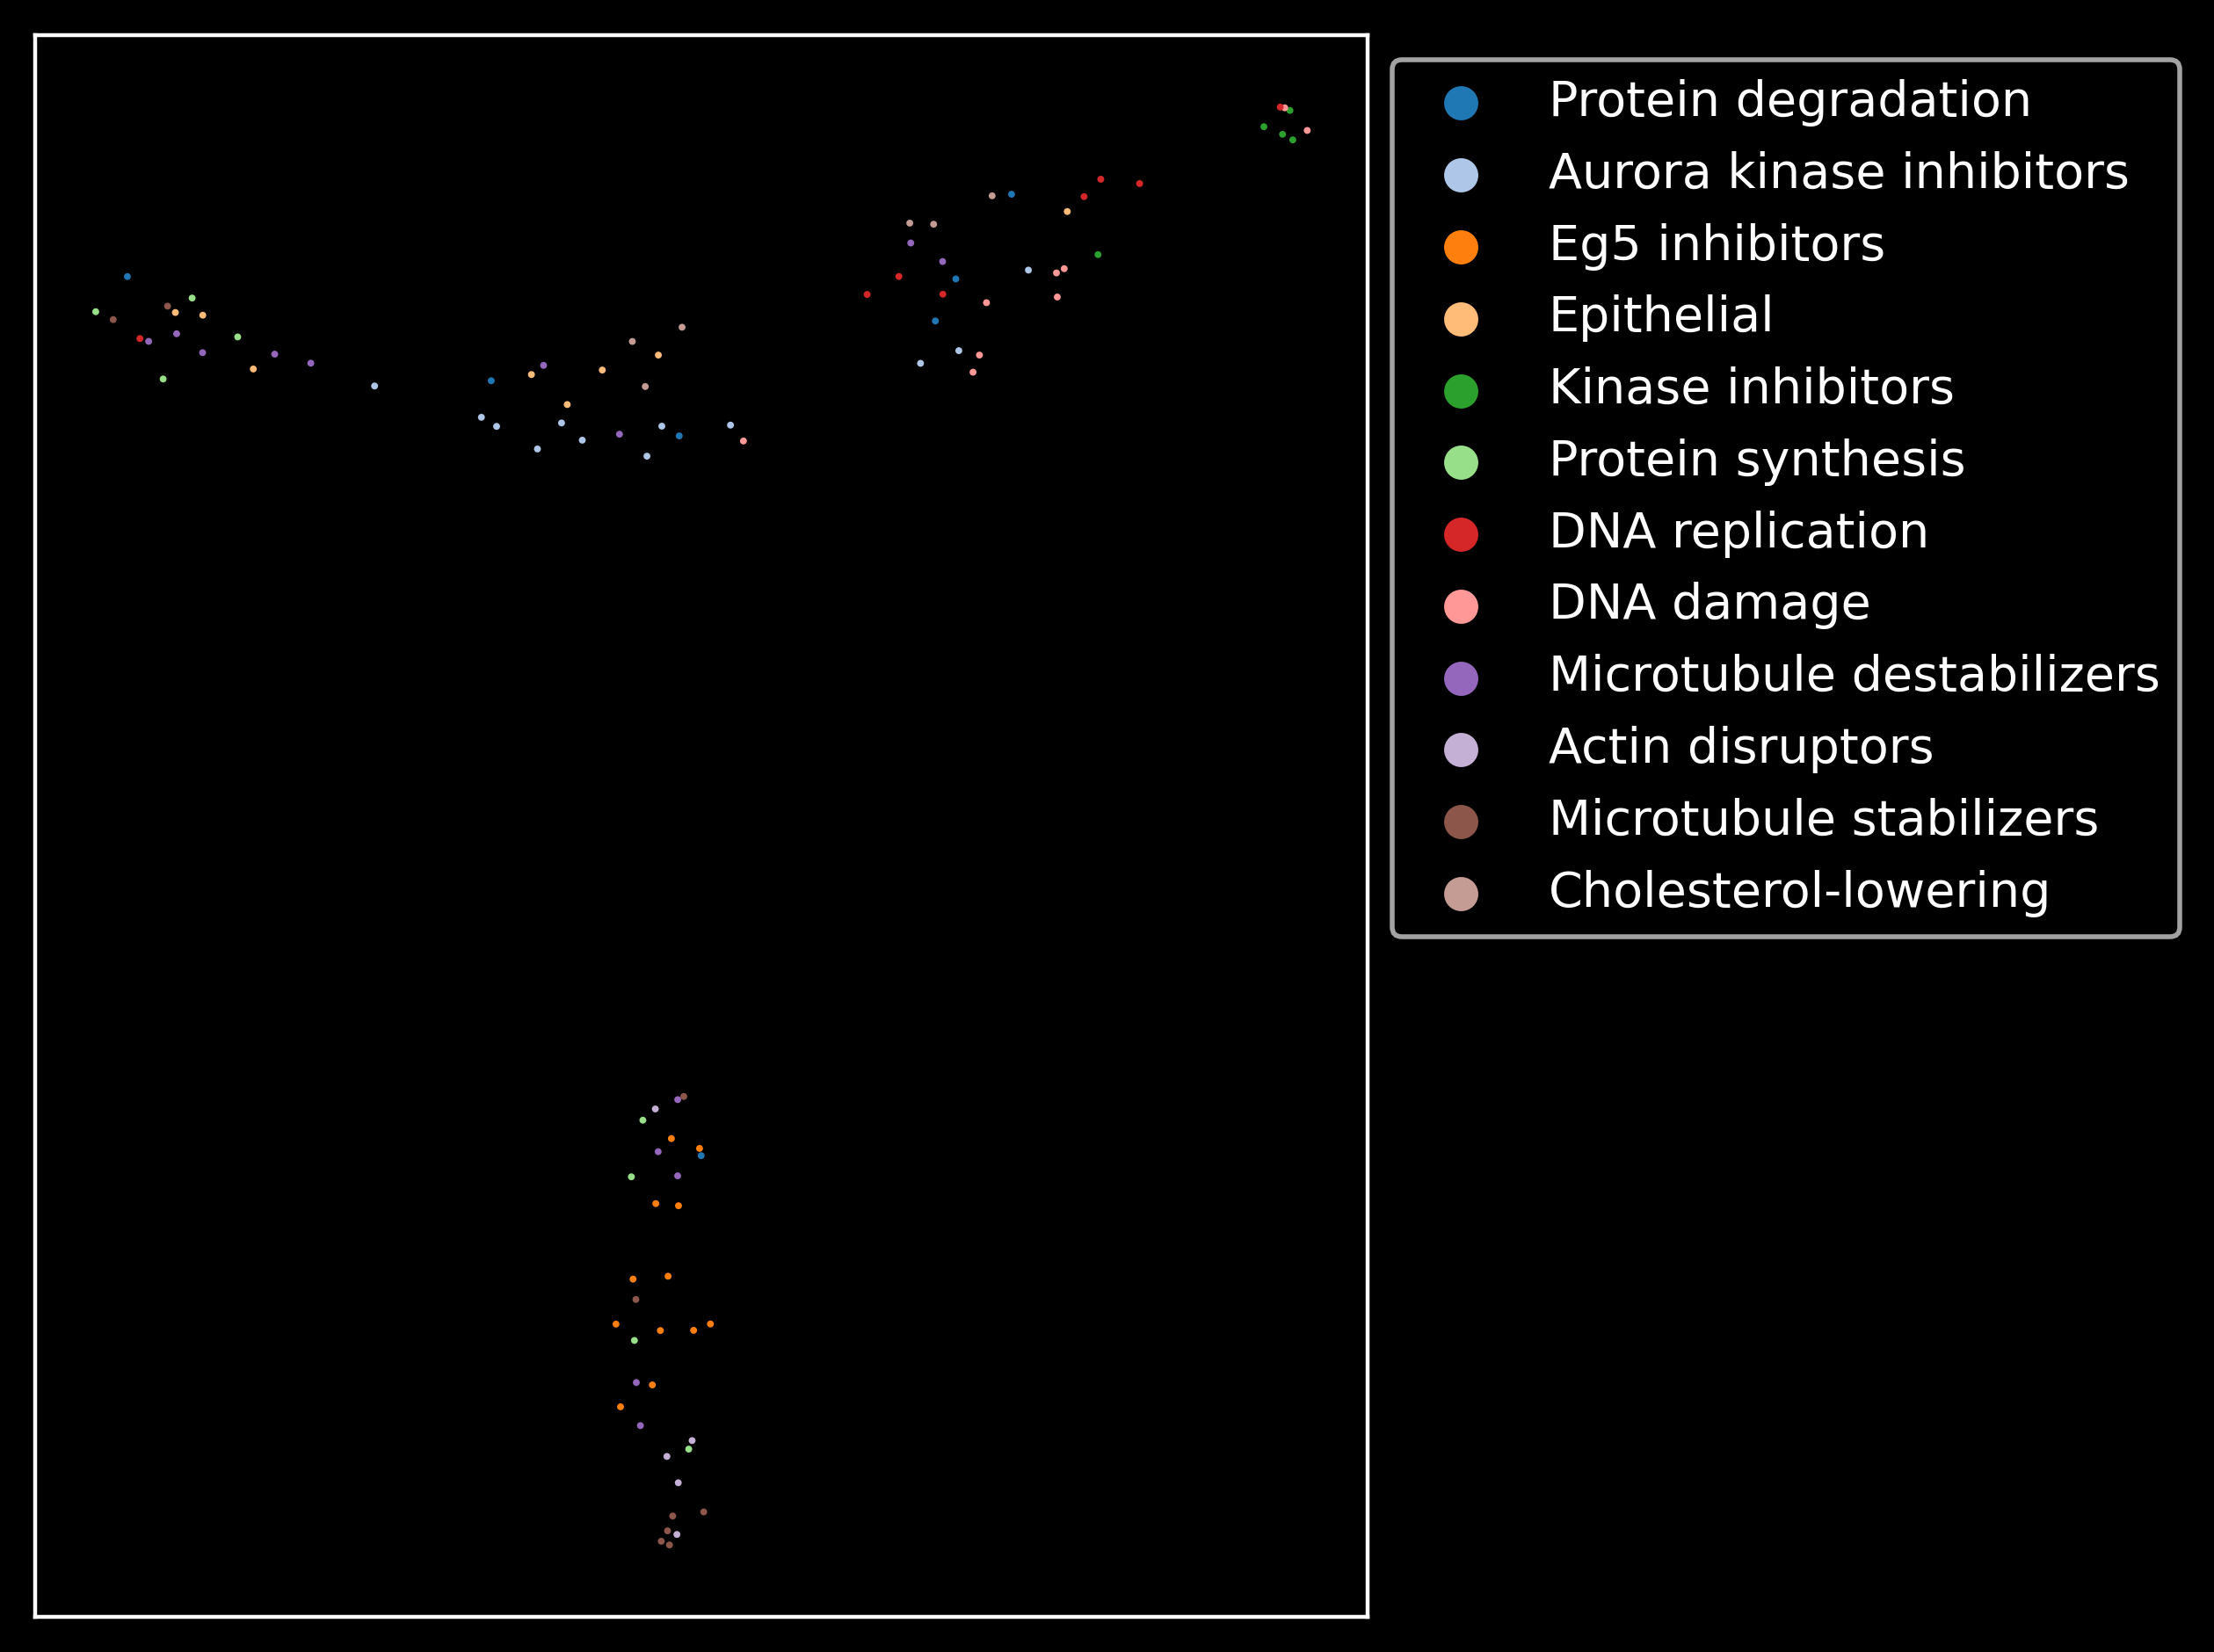 Protein degradation
Aurora kinase inhibitors
Eg5 inhibitors
Epithelial
Kinase inhibitors
Protein synthesis
DNA replication
DNA damage
Microtubule destabilizers
Actin disruptors
Microtubule stabilizers
Cholesterol-lowering